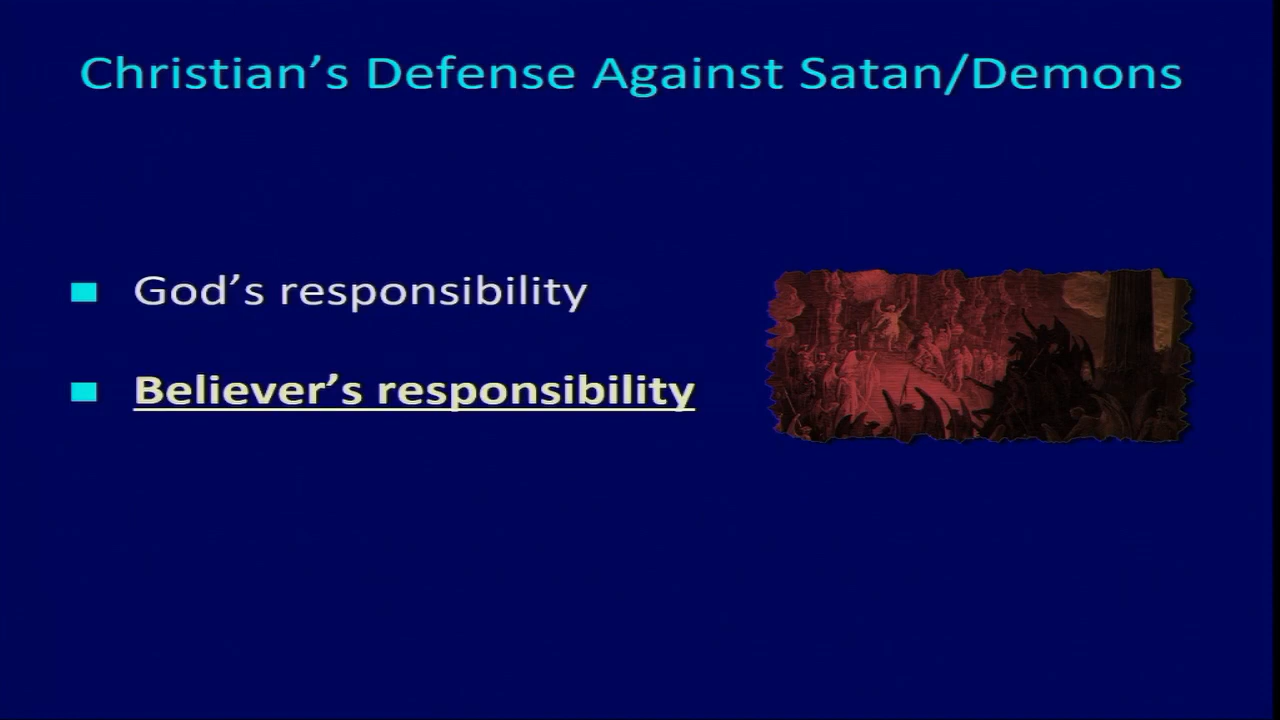 Christian’s Defense Against Satan/Demons
God’s responsibility
Believer’s responsibility